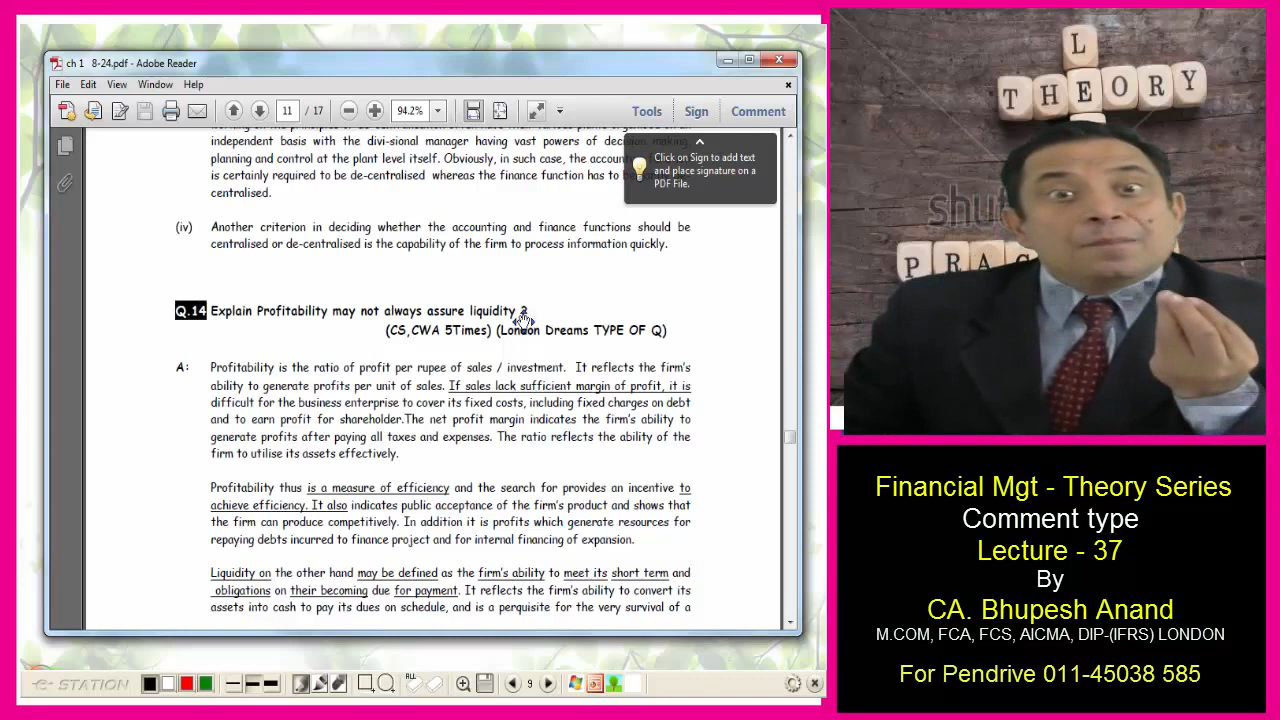 ch 1 8-24.pdf - Adobe Reader
File Edit View Window Help
11 / 17 94.2% Tools Sign Comment
independent basis with the divi-sional manager having vast powers of decision making,
planning and control at the plant level itself. Obviously, in such case, the
is certainly required to be de-centralised whereas the finance function has to
centralised.
Click on Sign to add text
and place signature on a
PDF File.
(iv) Another criterion in deciding whether the accounting and finance functions should be
centralised or de-centralised is the capability of the firm to process information quickly.
Q.14 Explain Profitability may not always assure liquidity ?
(CS,CWA 5Times) (London Dreams TYPE OF Q)
A: Profitability is the ratio of profit per rupee of sales / investment. It reflects the firm's
ability to generate profits per unit of sales. If sales lack sufficient margin of profit, it is
difficult for the business enterprise to cover its fixed costs, including fixed charges on debt
and to earn profit for shareholder.The net profit margin indicates the firm's ability to
generate profits after paying all taxes and expenses. The ratio reflects the ability of the
firm to utilise its assets effectively.
Profitability thus is a measure of efficiency and the search for provides an incentive to
achieve efficiency. It also indicates public acceptance of the firm's product and shows that
the firm can produce competitively. In addition it is profits which generate resources for
repaying debts incurred to finance project and for internal financing of expansion.
Liquidity on the other hand may be defined as the firm's ability to meet its short term and
obligations on their becoming due for payment. It reflects the firm's ability to convert its
assets into cash to pay its dues on schedule, and is a perquisite for the very survival of a
e-STATION
ALL
9
L
THEORY
PRAC
shu
Financial Mgt - Theory Series
Comment type
Lecture - 37
By
CA. Bhupesh Anand
M.COM, FCA, FCS, AICMA, DIP-(IFRS) LONDON
For Pendrive 011-45038 585